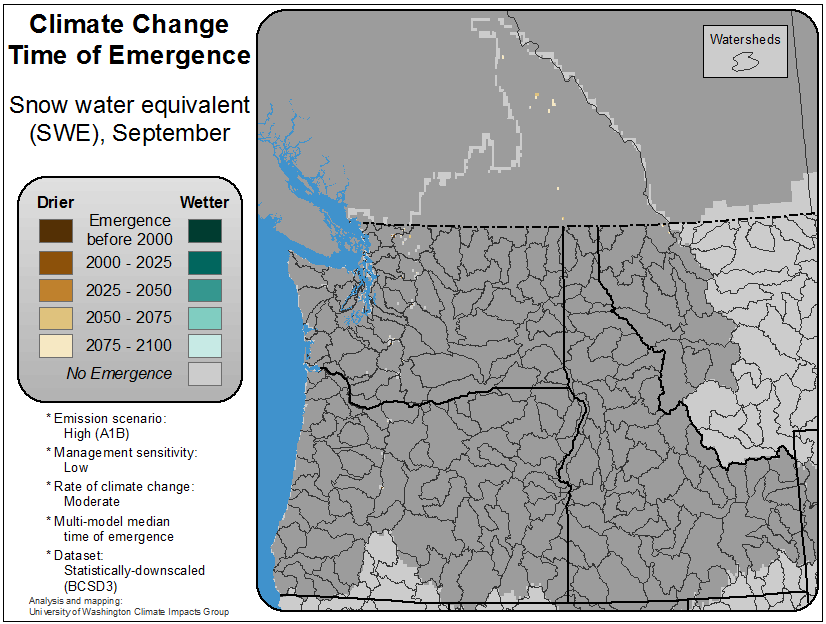 Climate Change
Time of Emergence
Snow water equivalent
(SWE), September
Drier
Wetter
Emergence
before 2000
2000 - 2025
2025 - 2050
2050 - 2075
2075 - 2100
No Emergence
* Emission scenario:
High (A1B)
* Management sensitivity:
Low
* Rate of climate change:
Moderate
* Multi-model median
time of emergence
* Dataset:
Statistically-downscaled
(BCSD3)
Analysis and mapping:
University of Washington Climate Impacts Group
Watersheds